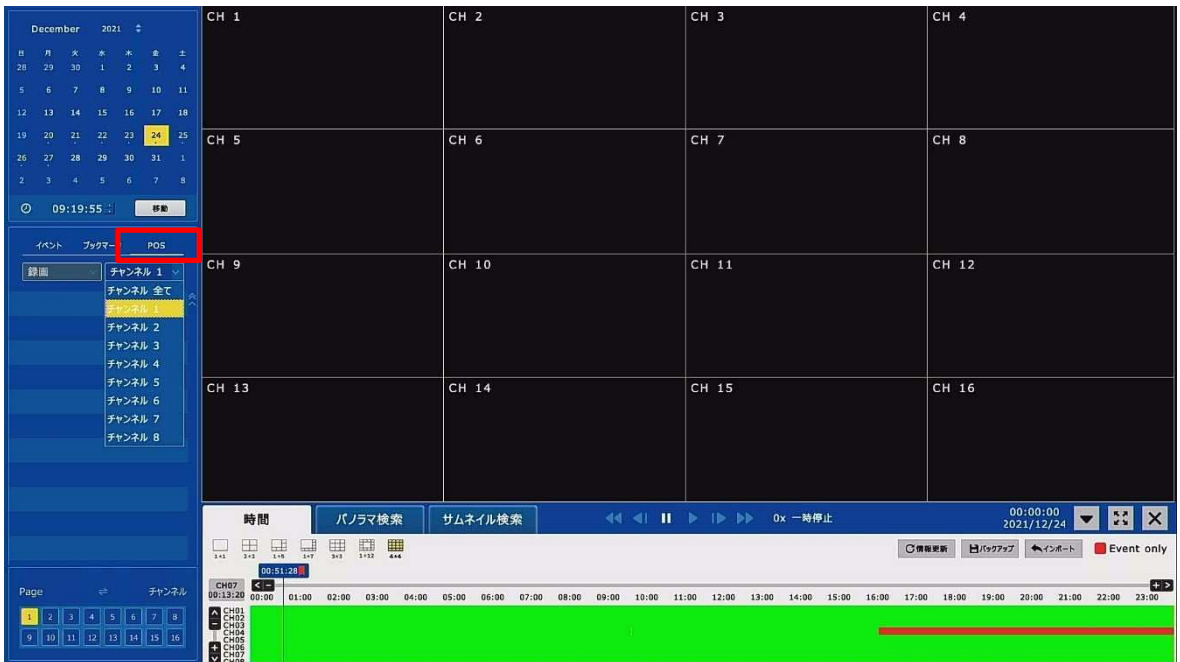 December 2021
日 月 火 水 木 金 土
28 29 30 1 2 3 4
5 6 7 8 9 10 11
12 13 14 15 16 17 18
19 20 21 22 23 24 25
26 27 28 29 30 31 1
2 3 4 5 6 7 8
09:19:55 移動
イベント ブックマー POS
録画 チャンネル 1
チャンネル 全て
チャンネル 1
チャンネル 2
チャンネル 3
チャンネル 4
チャンネル 5
チャンネル 6
チャンネル 7
チャンネル 8
Page ⇌ チャンネル
1 2 3 4 5 6 7 8
9 10 11 12 13 14 15 16
CH 1 CH 2 CH 3 CH 4
CH 5 CH 6 CH 7 CH 8
CH 9 CH 10 CH 11 CH 12
CH 13 CH 14 CH 15 CH 16
時間 パノラマ検索 サムネイル検索 0x 一時停止 00:00:00
2021/12/24
1×1 2×2 1+5 1+7 3×3 1+12 4×4 情報更新 バックアップ インポート Event only
00:51:28
CH07
00:13:20 00:00 01:00 02:00 03:00 04:00 05:00 06:00 07:00 08:00 09:00 10:00 11:00 12:00 13:00 14:00 15:00 16:00 17:00 18:00 19:00 20:00 21:00 22:00 23:00
CH01
CH02
CH03
CH04
CH05
CH06
CH07
CH08